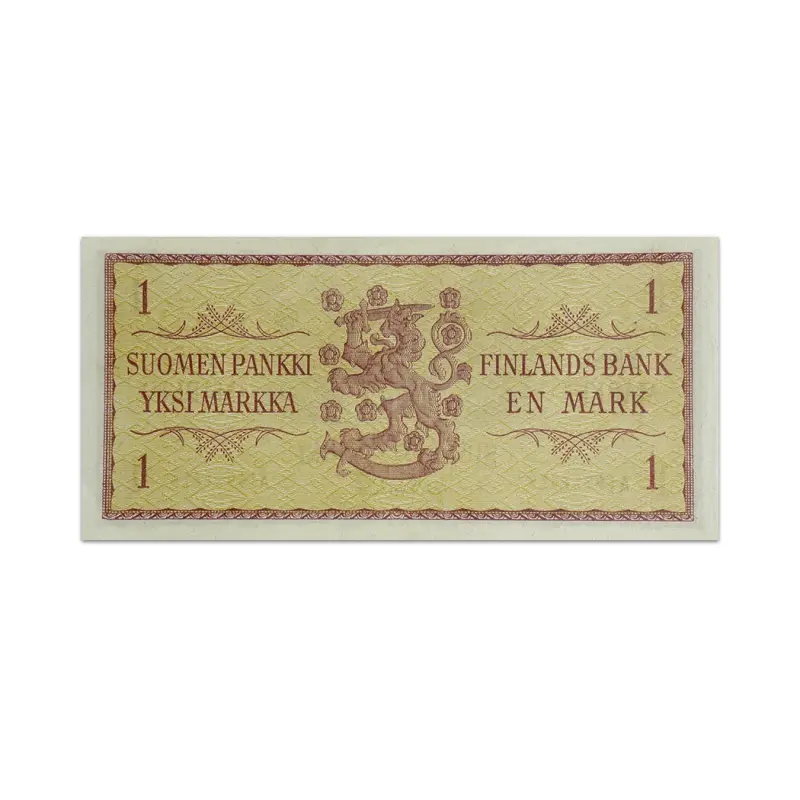 1 1
SUOMEN PANKKI FINLANDS BANK
YKSI MARKKA EN MARK
1 1